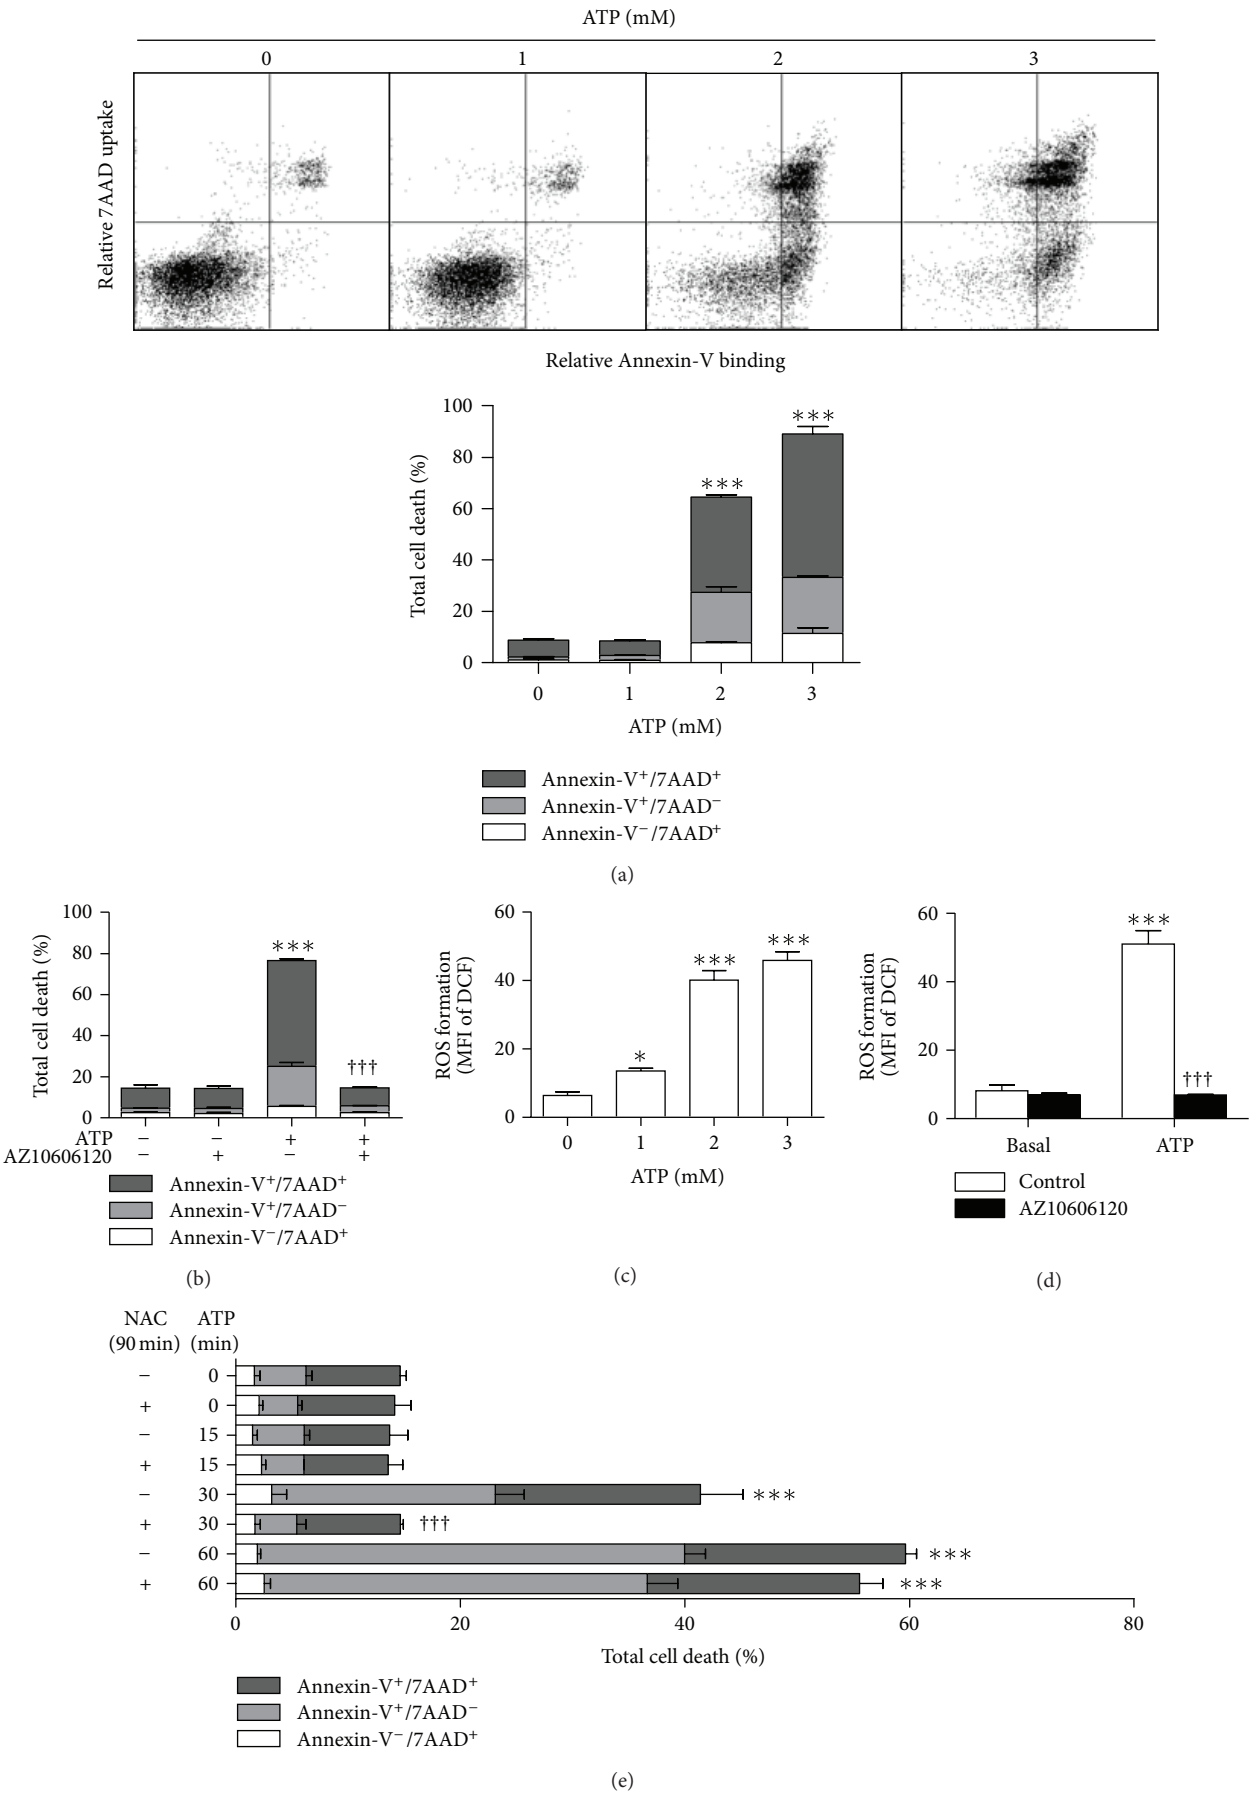 ATP (mM)
0 1 2 3
Relative 7AAD uptake
Relative Annexin-V binding
100
80
60
40
20
0
Total cell death (%)
***
***
0 1 2 3
ATP (mM)
Annexin-V⁺/7AAD⁺
Annexin-V⁺/7AAD⁻
Annexin-V⁻/7AAD⁺
(a)
100
80
60
40
20
0
Total cell death (%)
***
†††
ATP − − + +
AZ10606120 − + − +
Annexin-V⁺/7AAD⁺
Annexin-V⁺/7AAD⁻
Annexin-V⁻/7AAD⁺
(b)
60
40
20
0
ROS formation
(MFI of DCF)
*
***
***
0 1 2 3
ATP (mM)
(c)
60
40
20
0
ROS formation
(MFI of DCF)
***
†††
Basal ATP
Control
AZ10606120
(d)
NAC ATP
(90 min) (min)
− 0
+ 0
− 15
+ 15
− 30 ***
+ 30 †††
− 60 ***
+ 60 ***
0 20 40 60 80
Total cell death (%)
Annexin-V⁺/7AAD⁺
Annexin-V⁺/7AAD⁻
Annexin-V⁻/7AAD⁺
(e)